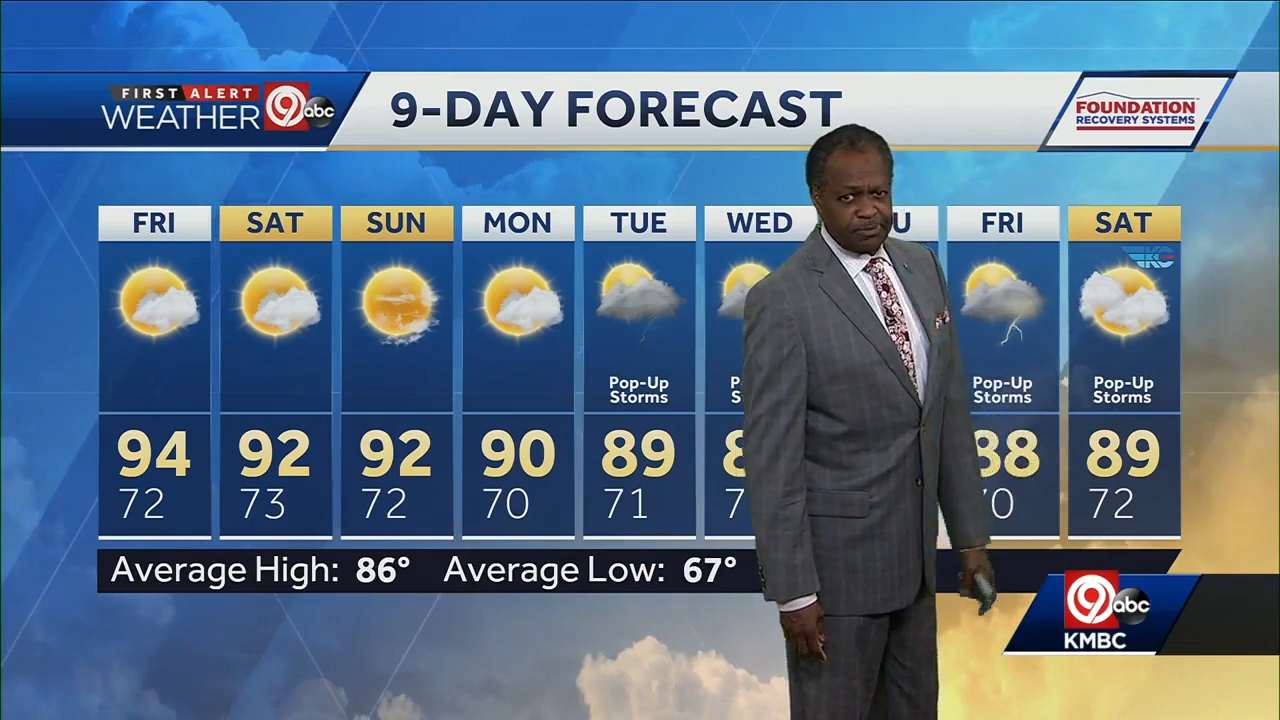 FIRST ALERT
WEATHER 9 abc
9-DAY FORECAST
FOUNDATION
RECOVERY SYSTEMS
FRI SAT SUN MON TUE WED FRI SAT
KC
Pop-Up Pop-Up Pop-Up
Storms Storms Storms
94 92 92 90 89 88 89
72 73 72 70 71 72
Average High: 86° Average Low: 67°
9 abc
KMBC